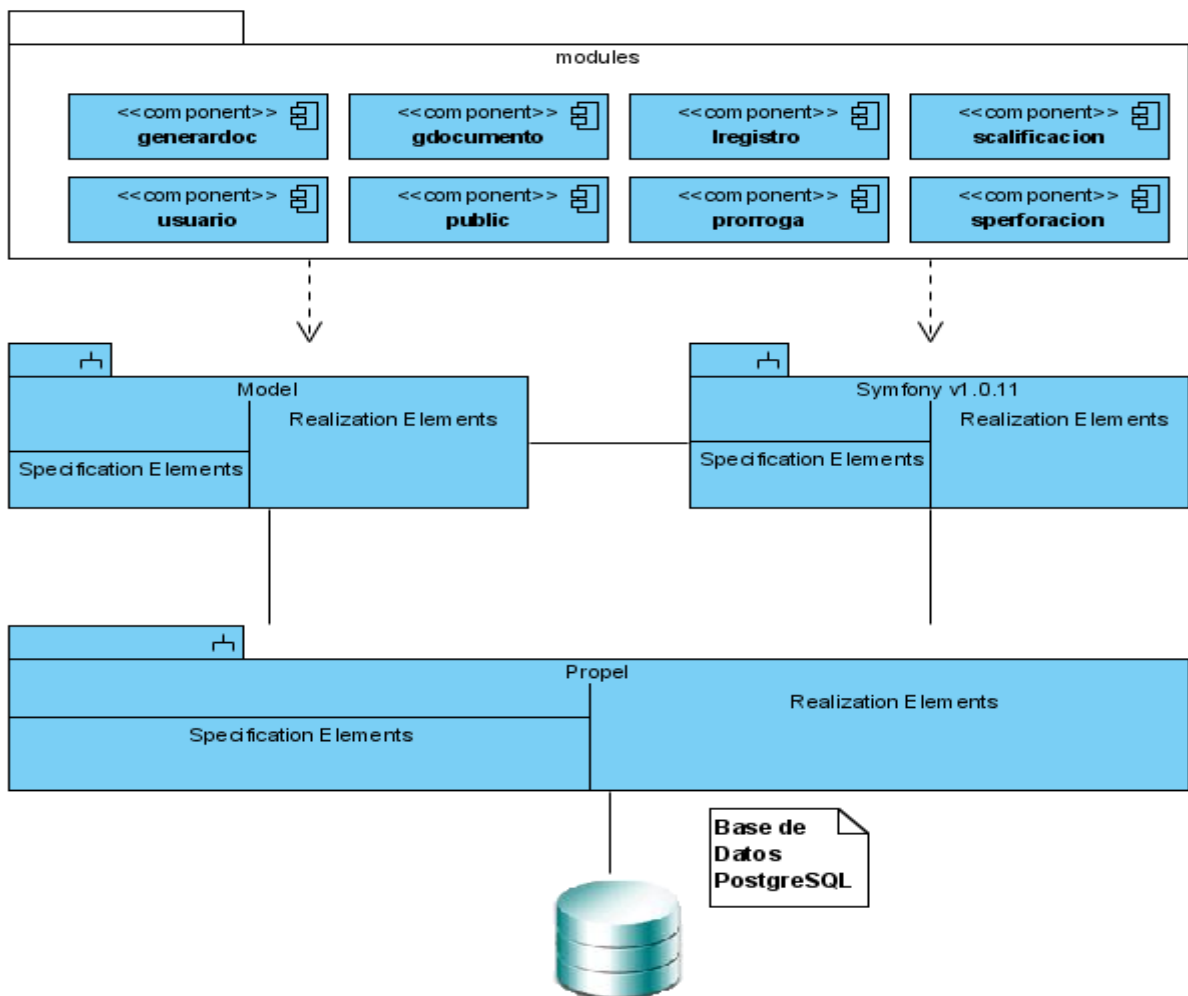 modules
<<component>>
generardoc
<<component>>
gdocumento
<<component>>
lregistro
<<component>>
scalificacion
<<component>>
usuario
<<component>>
public
<<component>>
prorroga
<<component>>
sperforacion
Model
Realization Elements
Specification Elements
Symfony v1.0.11
Realization Elements
Specification Elements
Propel
Realization Elements
Specification Elements
Base de
Datos
PostgreSQL